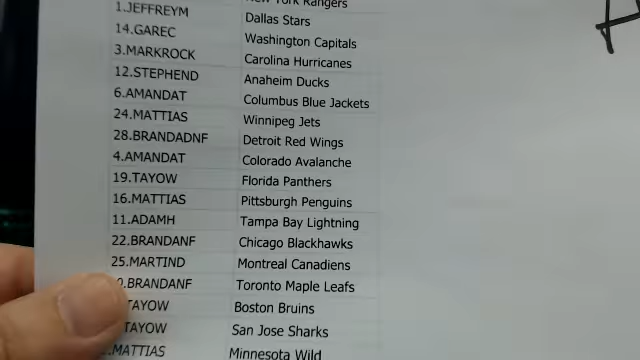 New York Rangers
1.JEFFREYM Dallas Stars
14.GAREC Washington Capitals
3.MARKROCK Carolina Hurricanes
12.STEPHEND Anaheim Ducks
6.AMANDAT Columbus Blue Jackets
24.MATTIAS Winnipeg Jets
28.BRANDADNF Detroit Red Wings
4.AMANDAT Colorado Avalanche
19.TAYOW Florida Panthers
16.MATTIAS Pittsburgh Penguins
11.ADAMH Tampa Bay Lightning
22.BRANDANF Chicago Blackhawks
25.MARTIND Montreal Canadiens
0.BRANDANF Toronto Maple Leafs
TAYOW Boston Bruins
TAYOW San Jose Sharks
MATTIAS Minnesota Wild